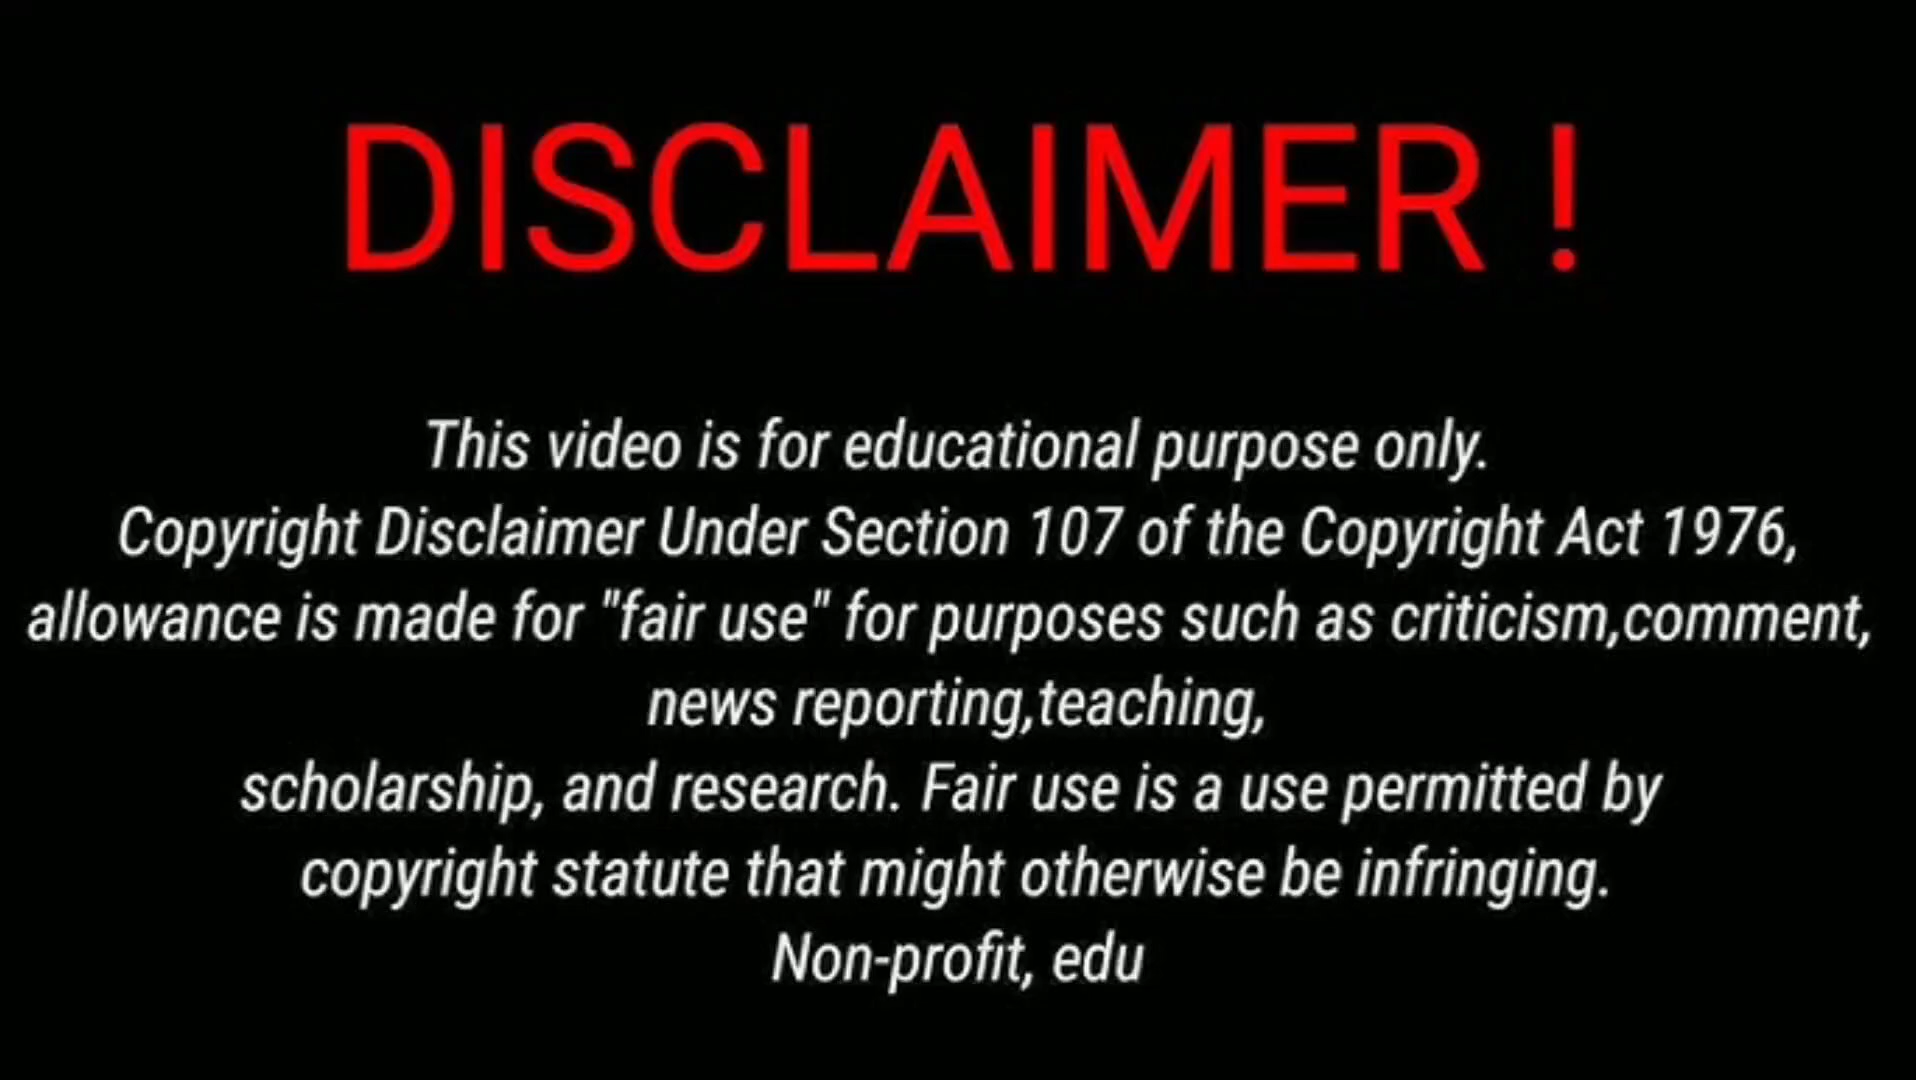 DISCLAIMER !
This video is for educational purpose only.
Copyright Disclaimer Under Section 107 of the Copyright Act 1976,
allowance is made for "fair use" for purposes such as criticism,comment,
news reporting,teaching,
scholarship, and research. Fair use is a use permitted by
copyright statute that might otherwise be infringing.
Non-profit, edu